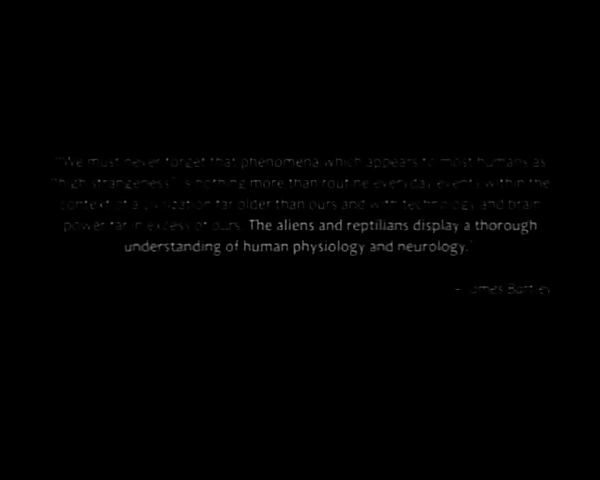 "We must never forget that phenomena which appears to most humans as
"high strangeness" is nothing more than routine everyday events within the
context of a civilization far older than ours and with technology and brain
power far in excess of ours. The aliens and reptilians display a thorough
understanding of human physiology and neurology."
- James Bartley